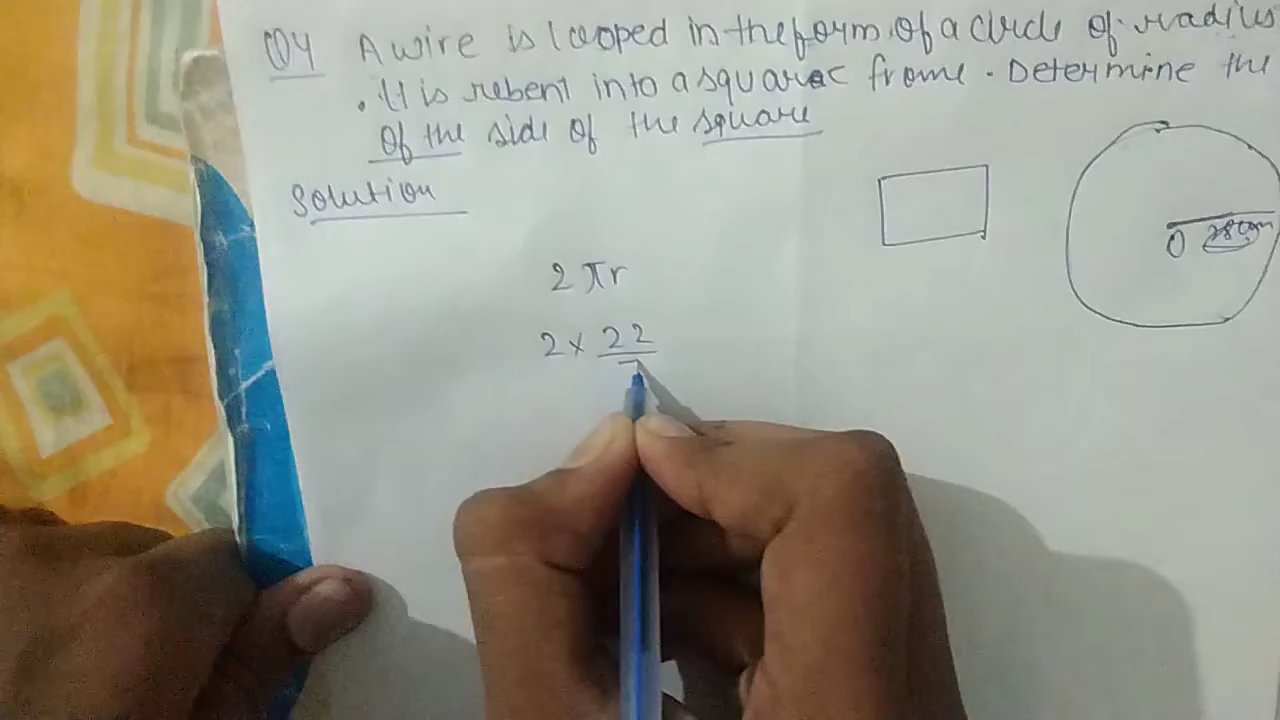 Q4 A wire is looped in the form of a circle of radius
. It is rebent into a square frame. Determine the
of the side of the square
Solution
2πr
2 × 22
O 28cm